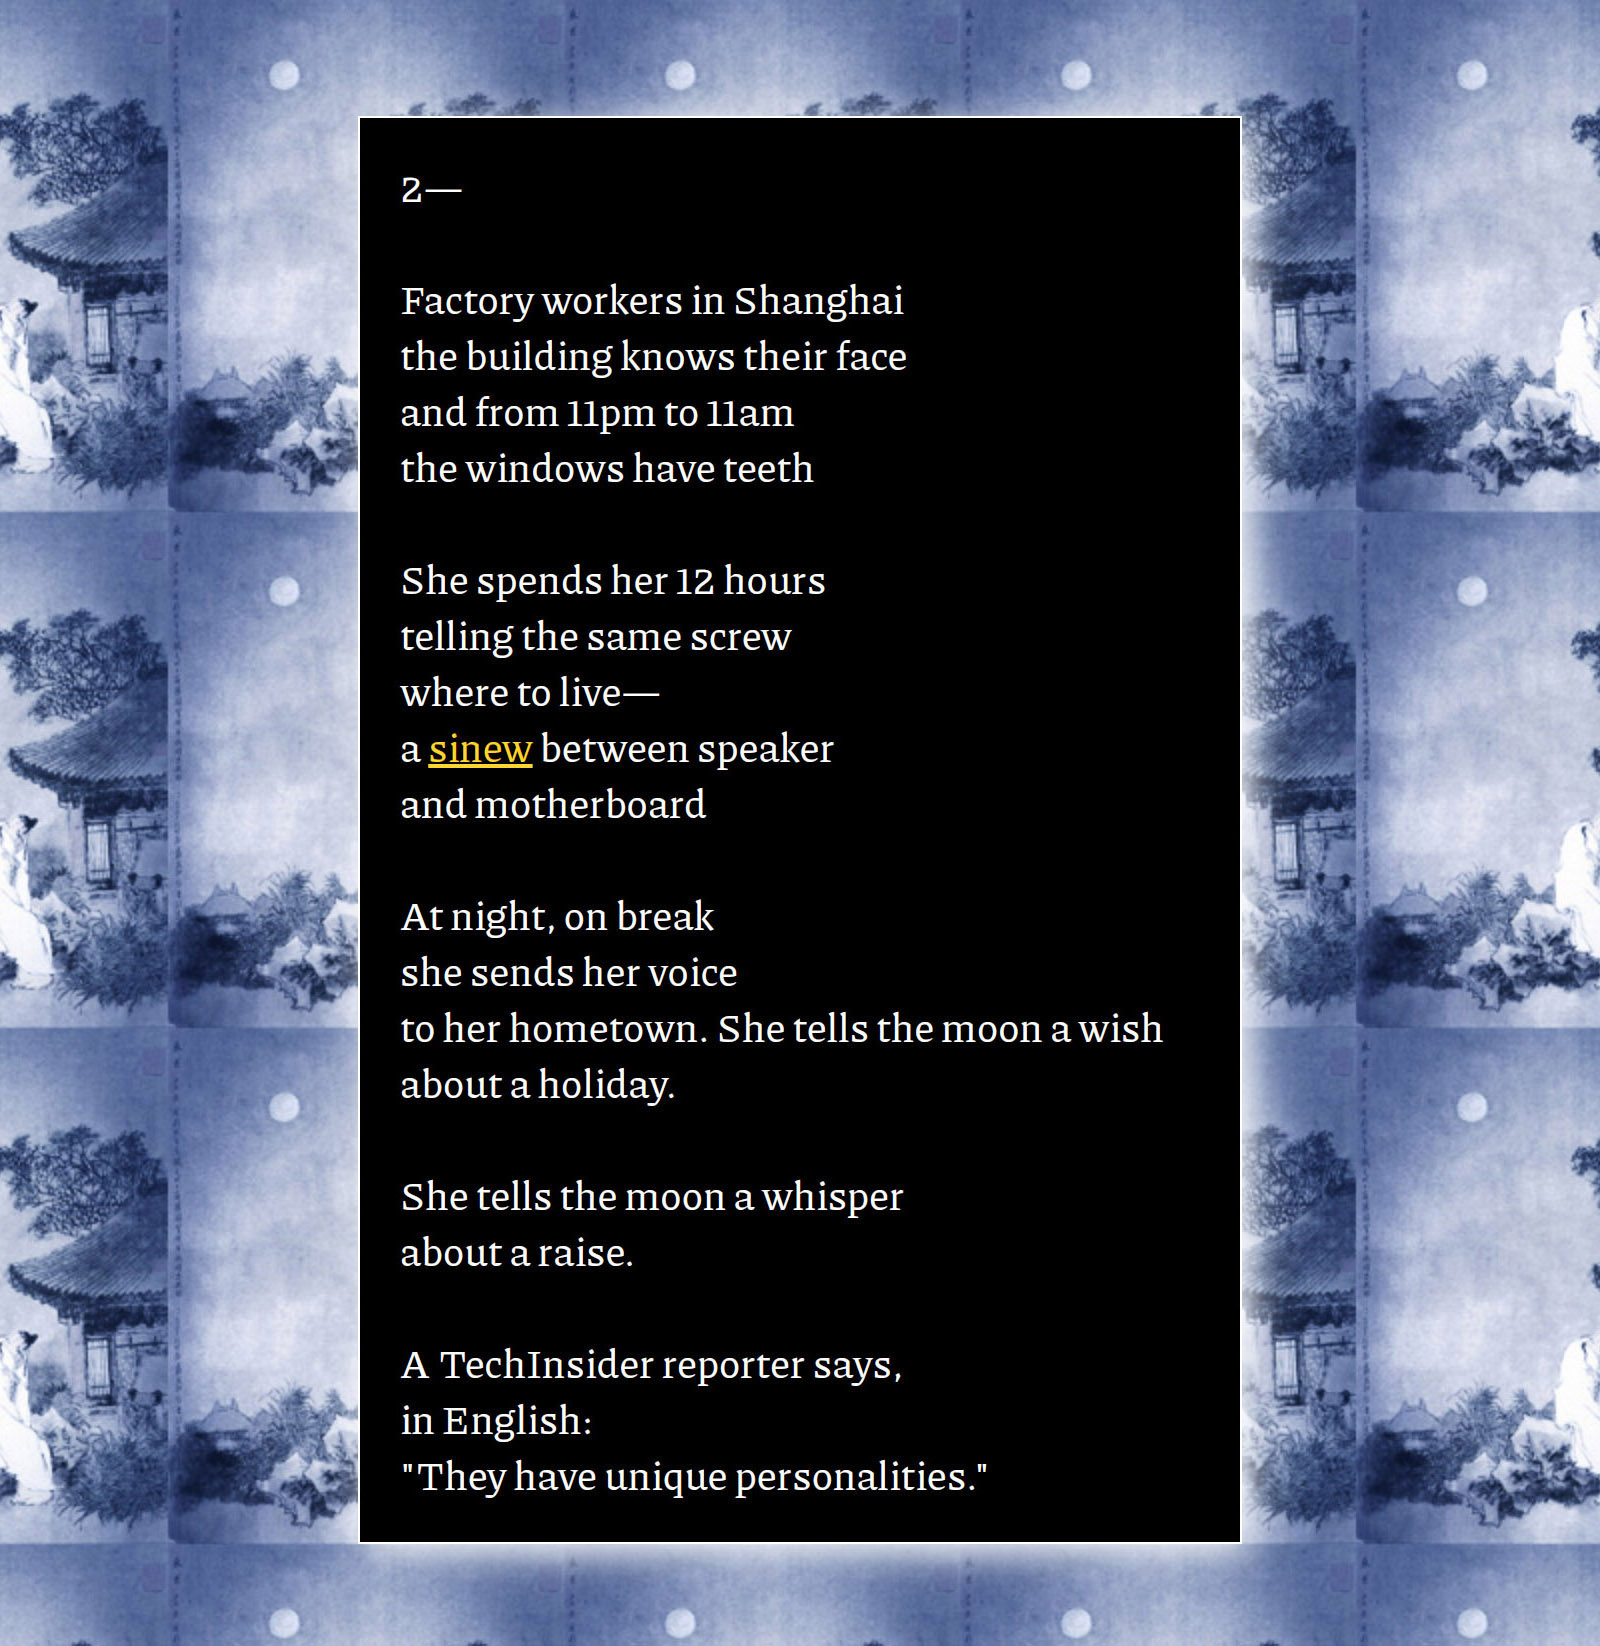 2—
Factory workers in Shanghai
the building knows their face
and from 11pm to 11am
the windows have teeth
She spends her 12 hours
telling the same screw
where to live—
a sinew between speaker
and motherboard
At night, on break
she sends her voice
to her hometown. She tells the moon a wish
about a holiday.
She tells the moon a whisper
about a raise.
A TechInsider reporter says,
in English:
"They have unique personalities."